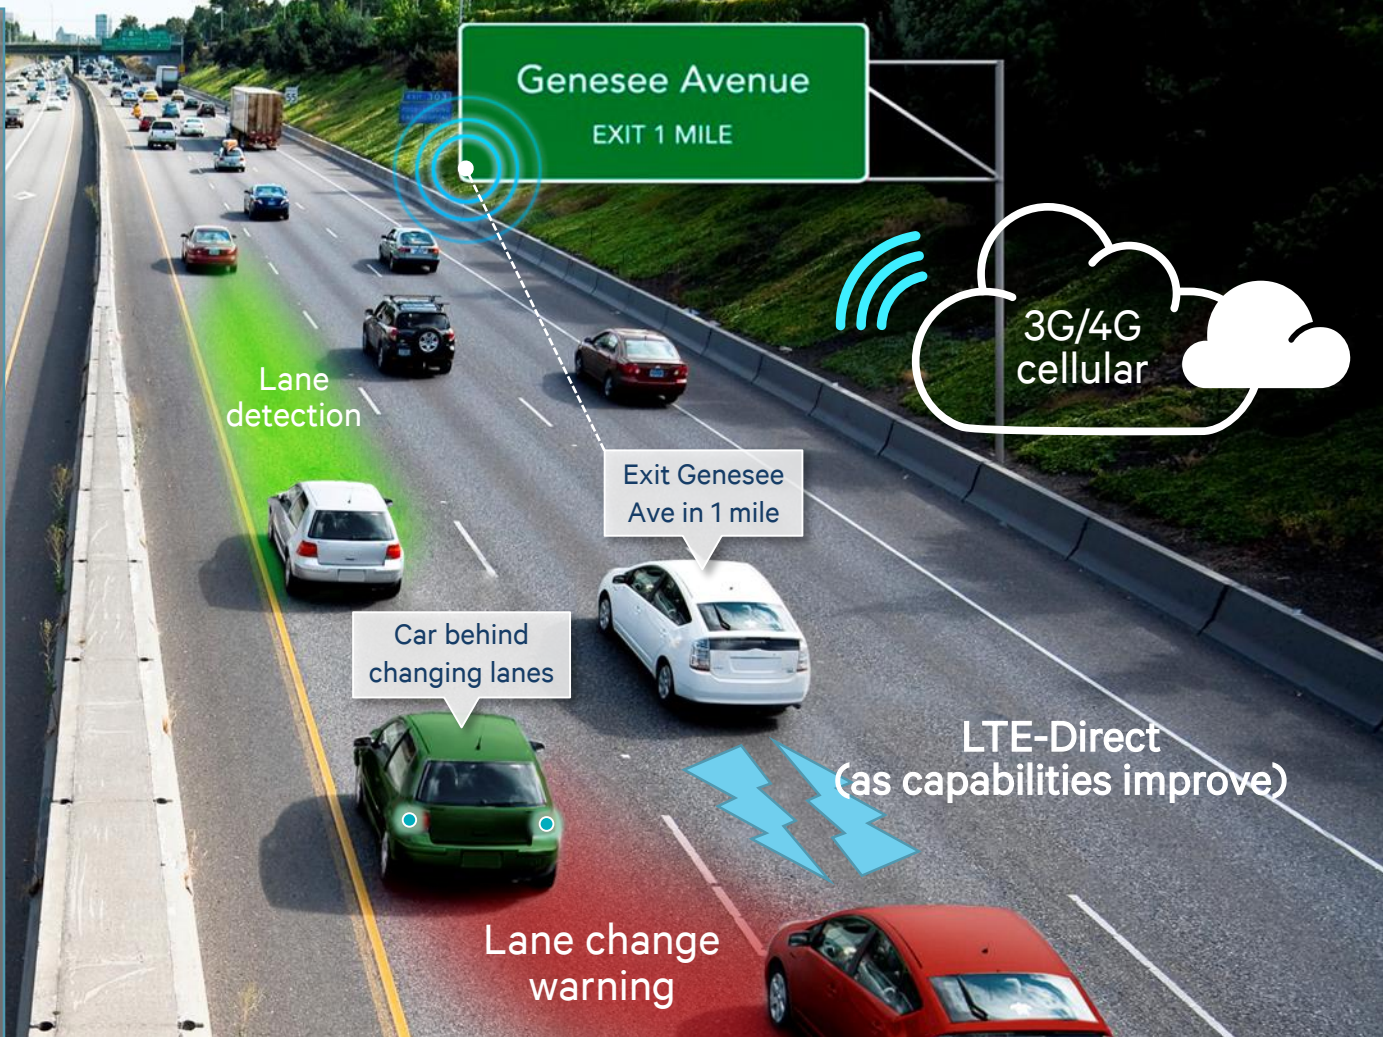 Genesee Avenue
EXIT 1 MILE
3G/4G
cellular
Lane
detection
Exit Genesee
Ave in 1 mile
Car behind
changing lanes
LTE-Direct
(as capabilities improve)
Lane change
warning